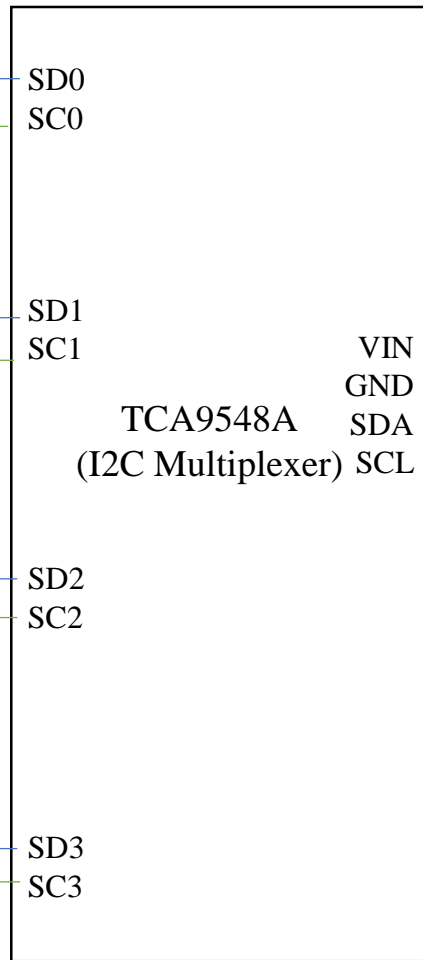 SD0
SC0
SD1
SC1
VIN
GND
TCA9548A
SDA
(I2C Multiplexer)
SCL
SD2
SC2
SD3
SC3